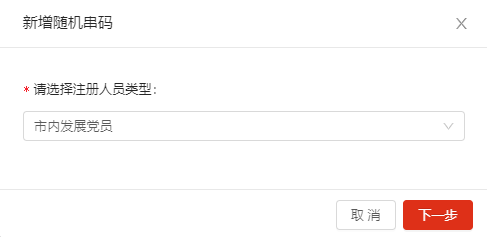 新增随机串码
* 请选择注册人员类型：
市内发展党员
取 消
下一步